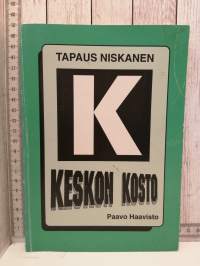 TAPAUS NISKANEN
K
KESKON KOSTO
Paavo Haavisto